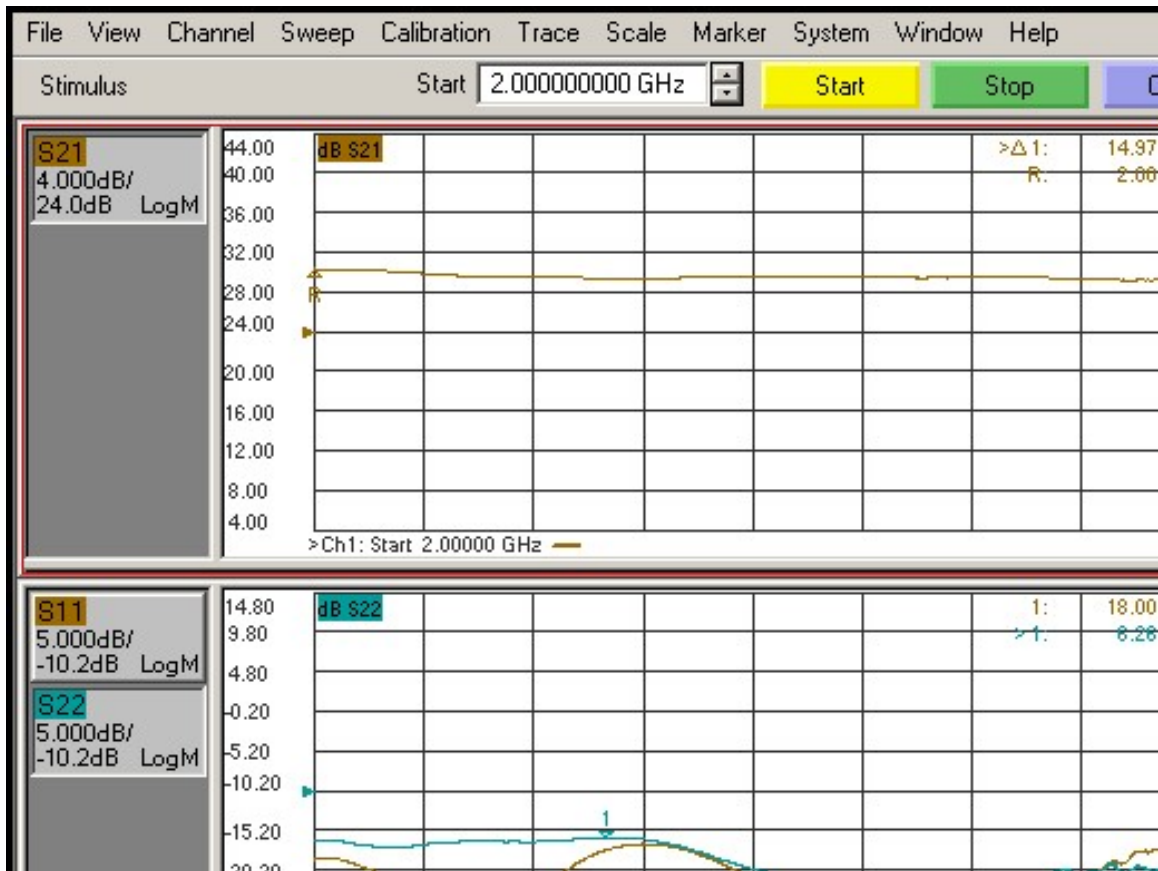 File View Channel Sweep Calibration Trace Scale Marker System Window Help
Stimulus Start 2.000000000 GHz Start Stop
S21
4.000dB/
24.0dB LogM
44.00
40.00
36.00
32.00
28.00
24.00
20.00
16.00
12.00
8.00
4.00
dB S21
>Δ 1: 14.97
R: 2.00
R
>Ch1: Start 2.00000 GHz
S11
5.000dB/
-10.2dB LogM
S22
5.000dB/
-10.2dB LogM
14.80
9.80
4.80
-0.20
-5.20
-10.20
-15.20
dB S22
1: 18.00
>1:
1